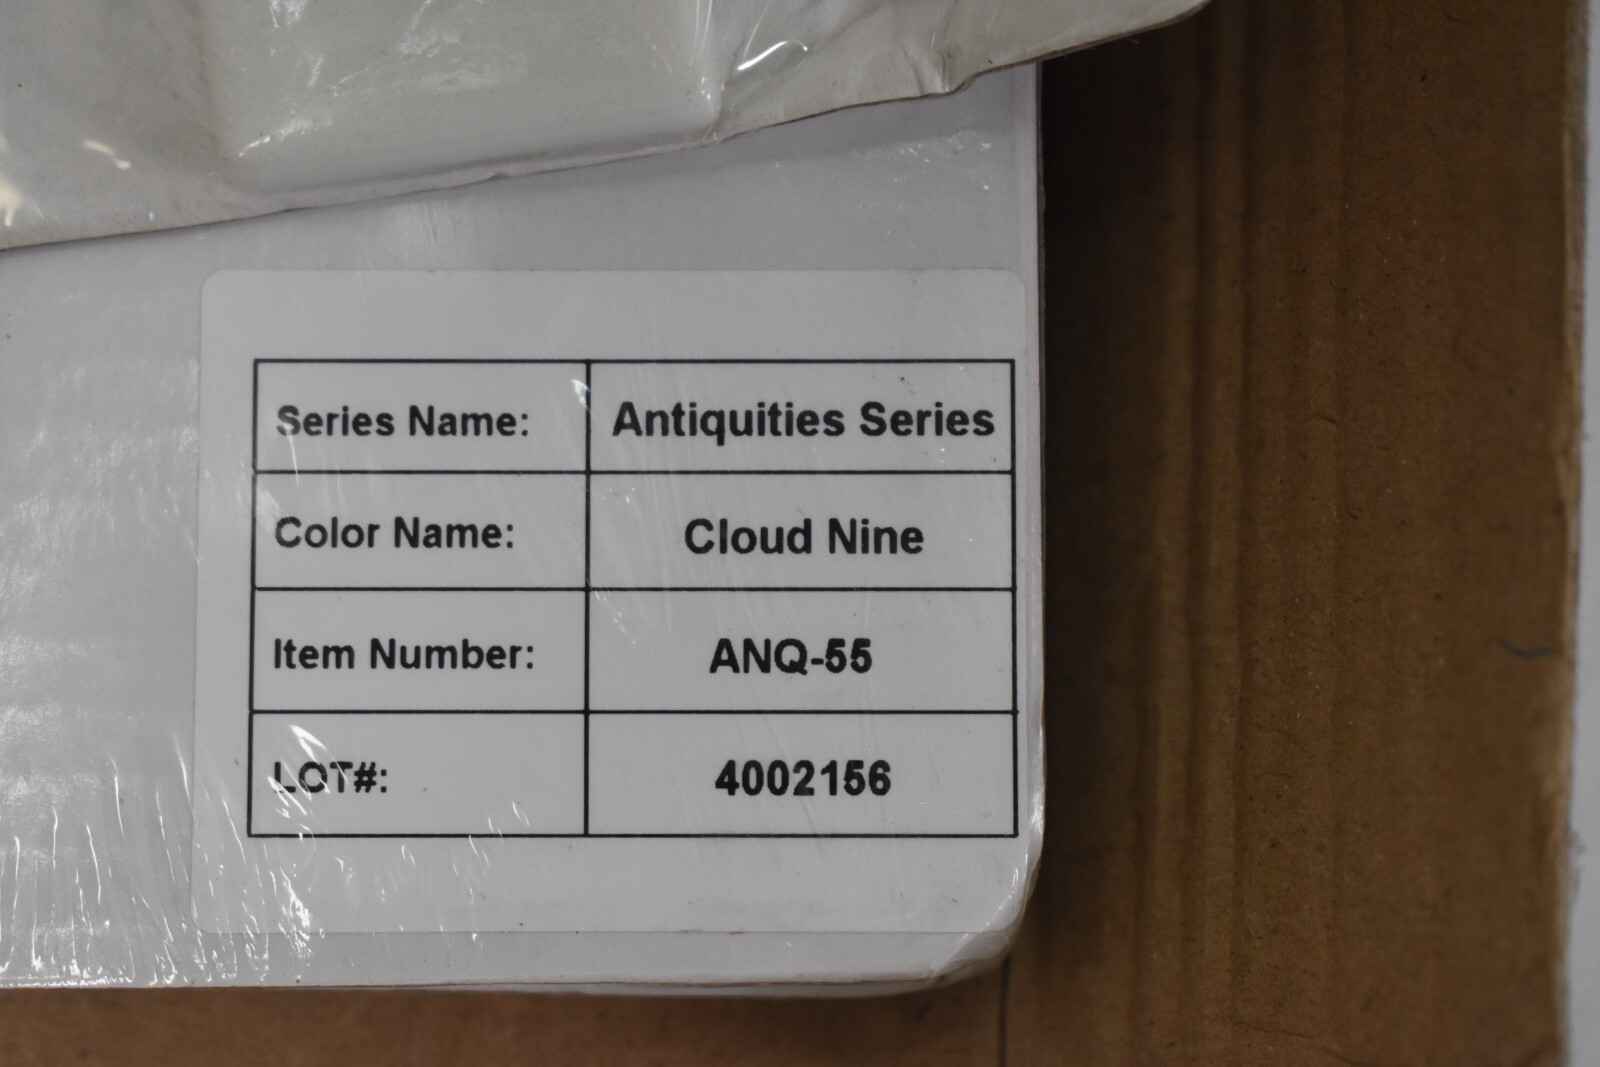 Series Name: Antiquities Series
Color Name: Cloud Nine
Item Number: ANQ-55
LOT#: 4002156